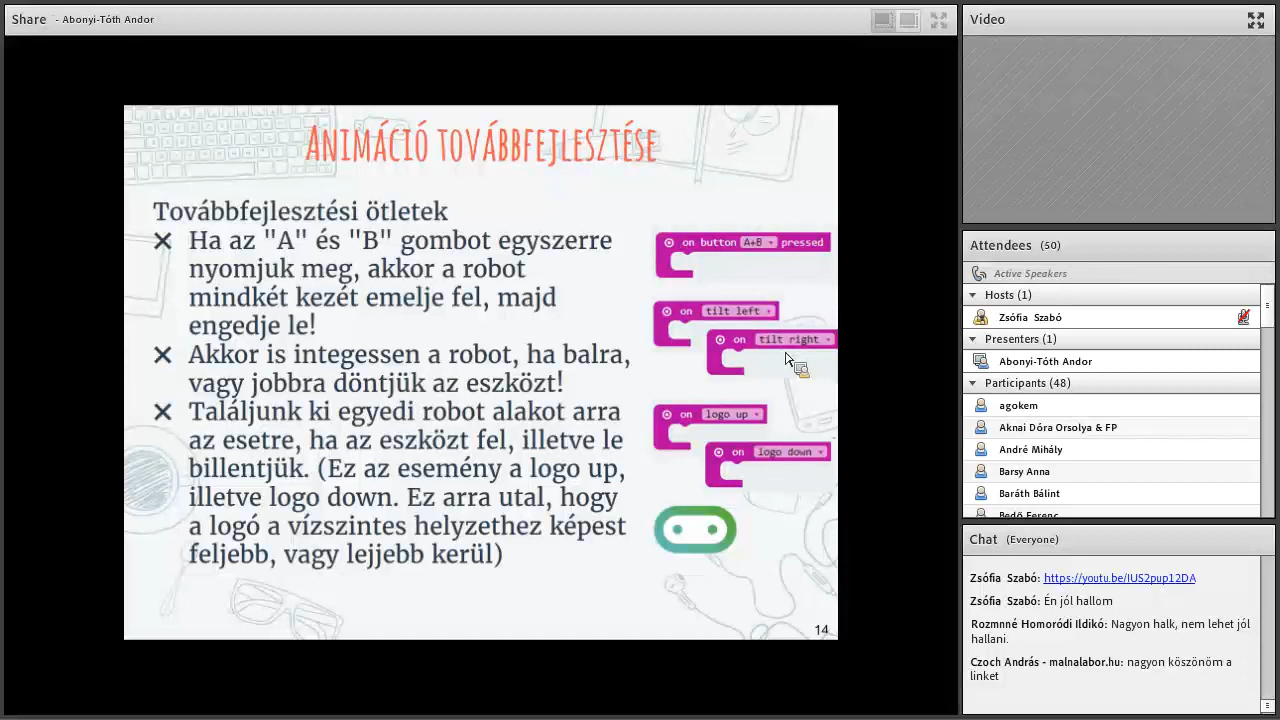 Share - Abonyi-Tóth Andor
Animáció továbbfejlesztése
Továbbfejlesztési ötletek
Ha az "A" és "B" gombot egyszerre
nyomjuk meg, akkor a robot
mindkét kezét emelje fel, majd
engedje le!
Akkor is integessen a robot, ha balra,
vagy jobbra döntjük az eszközt!
Találjunk ki egyedi robot alakot arra
az esetre, ha az eszközt fel, illetve le
billentjük. (Ez az esemény a logo up,
illetve logo down. Ez arra utal, hogy
a logó a vízszintes helyzethez képest
feljebb, vagy lejjebb kerül)
on button A+B pressed
on tilt left
on tilt right
on logo up
on logo down
14
Video
Attendees (50)
Active Speakers
Hosts (1)
Zsófia Szabó
Presenters (1)
Abonyi-Tóth Andor
Participants (48)
agokem
Aknai Dóra Orsolya & FP
André Mihály
Barsy Anna
Baráth Bálint
Bedő Ferenc
Chat (Everyone)
Zsófia Szabó: https://youtu.be/IUS2pup12DA
Zsófia Szabó: Én jól hallom
Rozmnné Homoródi Ildikó: Nagyon halk, nem lehet jól
hallani.
Czoch András - malnalabor.hu: nagyon köszönöm a
linket